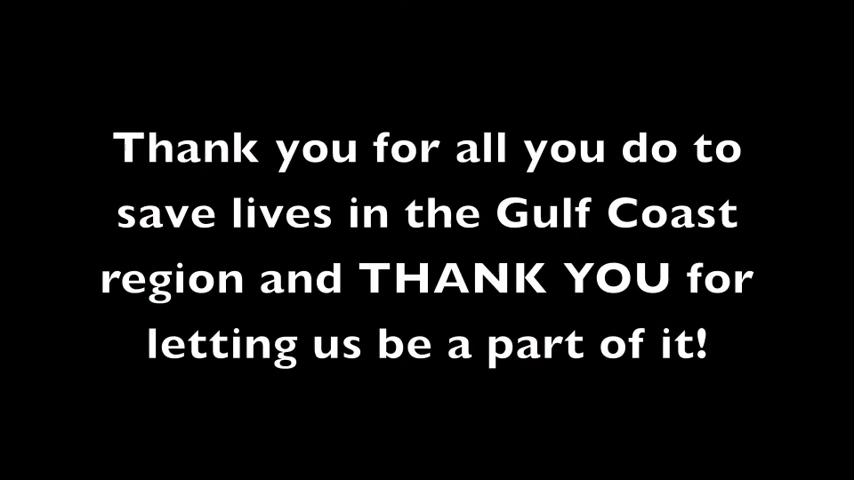 Thank you for all you do to
save lives in the Gulf Coast
region and THANK YOU for
letting us be a part of it!